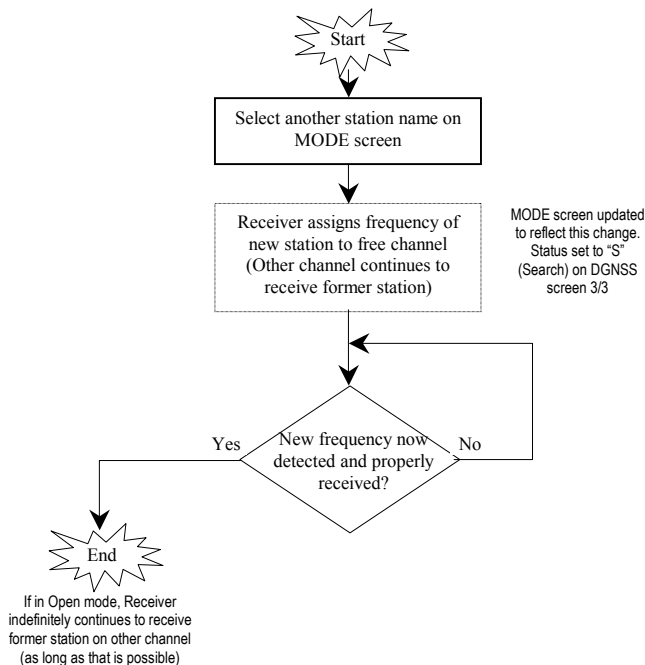 Start
Select another station name on
MODE screen
Receiver assigns frequency of
new station to free channel
(Other channel continues to
receive former station)
MODE screen updated
to reflect this change.
Status set to “S”
(Search) on DGNSS
screen 3/3
Yes
New frequency now
detected and properly
received?
No
End
If in Open mode, Receiver
indefinitely continues to receive
former station on other channel
(as long as that is possible)